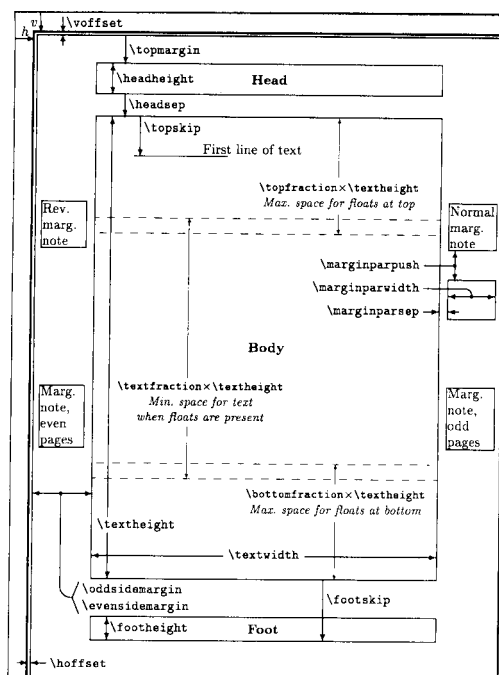 v
\voffset
h
\topmargin
\headheight
Head
\headsep
\topskip
First line of text
\topfraction×\textheight
Max. space for floats at top
Rev.
marg.
note
Normal
marg.
note
\marginparpush
\marginparwidth
\marginparsep
Body
\textfraction×\textheight
Min. space for text
when floats are present
Marg.
note,
even
pages
Marg.
note,
odd
pages
\bottomfraction×\textheight
Max. space for floats at bottom
\textheight
\textwidth
\oddsidemargin
\evensidemargin
\footskip
\footheight
Foot
\hoffset